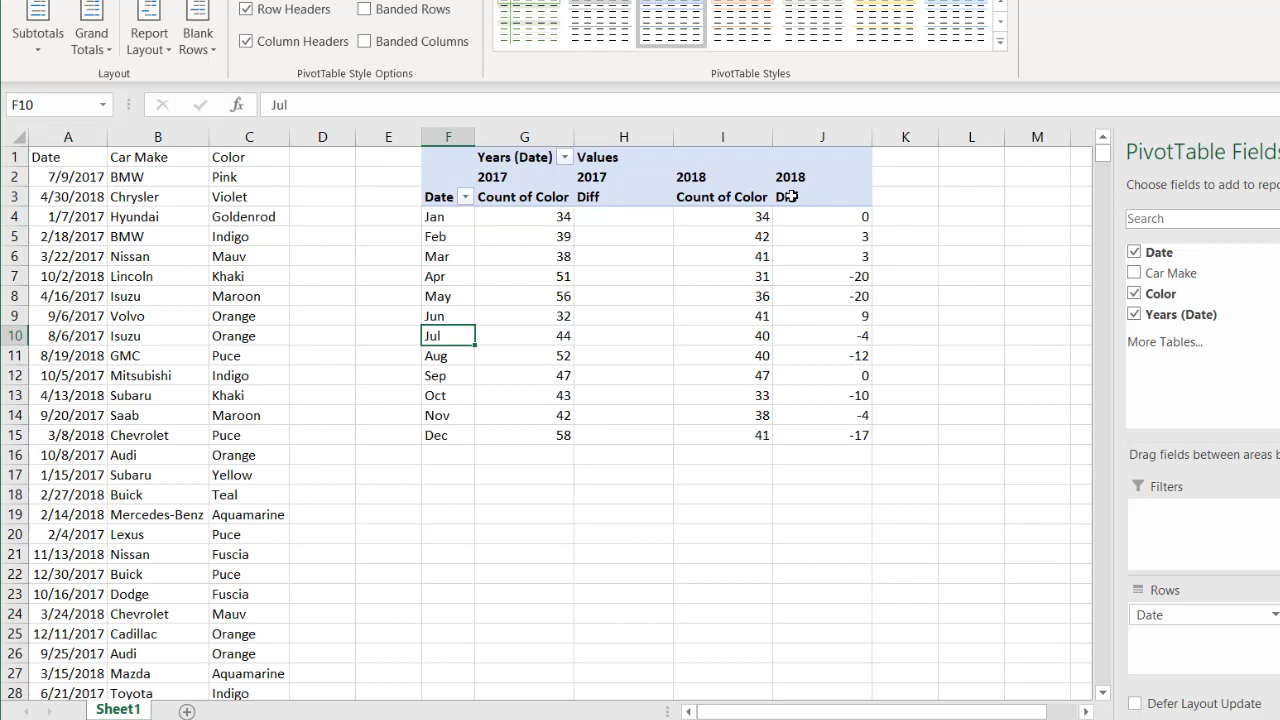 Row Headers Banded Rows
Subtotals Grand Totals Report Layout Blank Rows
Column Headers Banded Columns
Layout PivotTable Style Options PivotTable Styles
F10 fx Jul
A B C D E F G H I J K L M
PivotTable Fields
Choose fields to add to repo
Search
Date
Car Make
Color
Years (Date)
More Tables...
Drag fields between areas b
Filters
Rows
Date
Defer Layout Update
1 Date Car Make Color Years (Date) Values
2 7/9/2017 BMW Pink 2017 2017 2018 2018
3 4/30/2018 Chrysler Violet Date Count of Color Diff Count of Color
4 1/7/2017 Hyundai Goldenrod Jan 34 34 0
5 2/18/2017 BMW Indigo Feb 39 42 3
6 3/22/2017 Nissan Mauv Mar 38 41 3
7 10/2/2018 Lincoln Khaki Apr 51 31 -20
8 4/16/2017 Isuzu Maroon May 56 36 -20
9 9/6/2017 Volvo Orange Jun 32 41 9
10 8/6/2017 Isuzu Orange Jul 44 40 -4
11 8/19/2018 GMC Puce Aug 52 40 -12
12 10/5/2017 Mitsubishi Indigo Sep 47 47 0
13 4/13/2018 Subaru Khaki Oct 43 33 -10
14 9/20/2017 Saab Maroon Nov 42 38 -4
15 3/8/2018 Chevrolet Puce Dec 58 41 -17
16 10/8/2017 Audi Orange
17 1/15/2017 Subaru Yellow
18 2/27/2018 Buick Teal
19 2/14/2018 Mercedes-Benz Aquamarine
20 2/4/2017 Lexus Puce
21 11/13/2018 Nissan Fuscia
22 12/30/2017 Buick Puce
23 10/16/2017 Dodge Fuscia
24 3/24/2018 Chevrolet Mauv
25 12/11/2017 Cadillac Orange
26 9/25/2017 Audi Orange
27 3/15/2018 Mazda Aquamarine
28 6/21/2017 Toyota Indigo
Sheet1